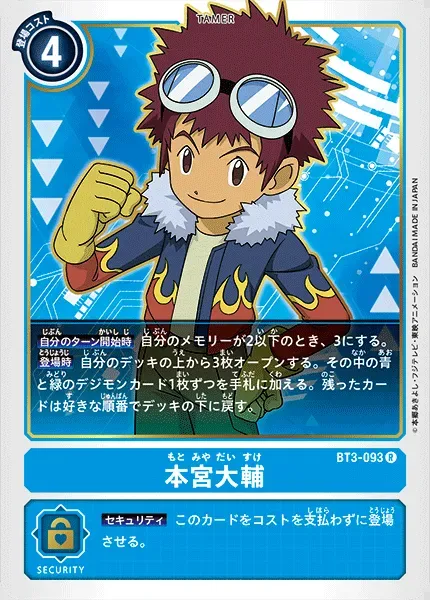 TAMER
登場コスト
4
自分のターン開始時 自分のメモリーが2以下のとき、3にする。
登場時 自分のデッキの上から3枚オープンする。その中の青
と緑のデジモンカード1枚ずつを手札に加える。残ったカー
ドは好きな順番でデッキの下に戻す。
©本郷あきよし・フジテレビ・東映アニメーション BANDAI MADE IN JAPAN
BT3-093 R
もと みや だい すけ
本宮大輔
セキュリティ このカードをコストを支払わずに登場
させる。
SECURITY